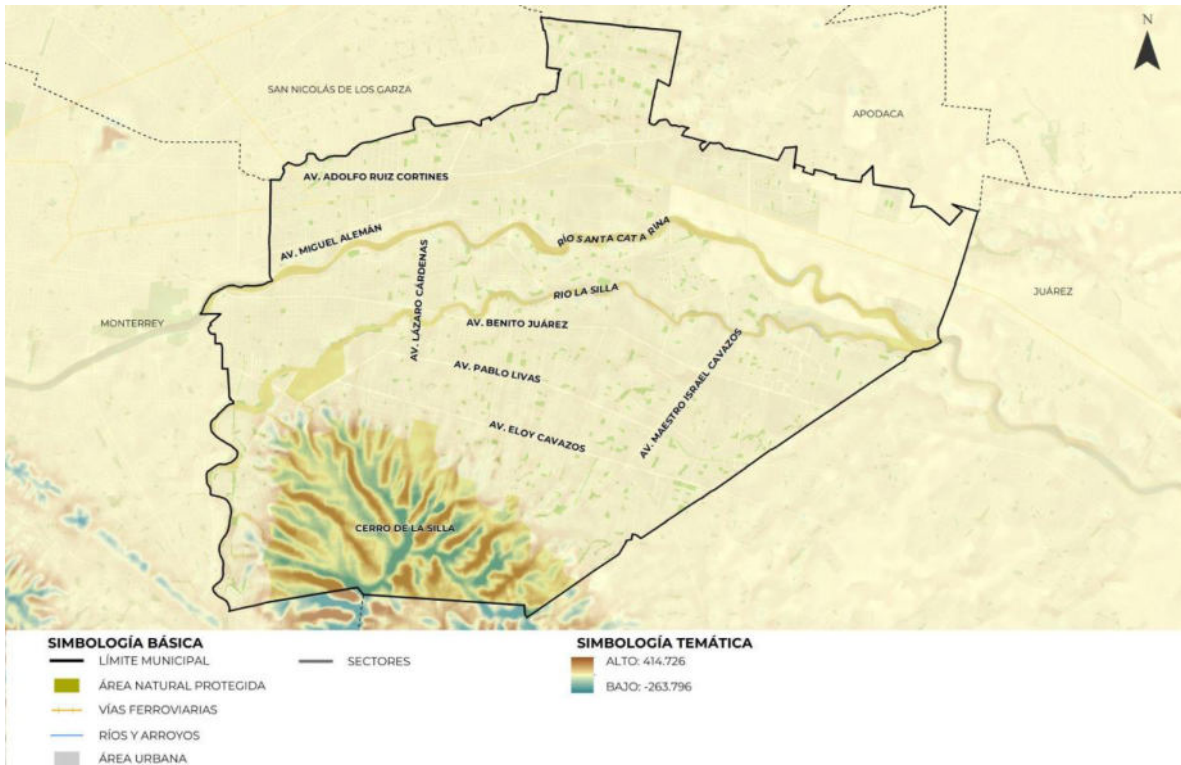 N
SAN NICOLÁS DE LOS GARZA
APODACA
AV. ADOLFO RUIZ CORTINES
AV. MIGUEL ALEMÁN
RÍO SANTA CATARINA
AV. LÁZARO CÁRDENAS
RIO LA SILLA
JUÁREZ
MONTERREY
AV. BENITO JUÁREZ
AV. PABLO LIVAS
AV. MAESTRO ISRAEL CAVAZOS
AV. ELOY CAVAZOS
CERRO DE LA SILLA
SIMBOLOGÍA BÁSICA
LÍMITE MUNICIPAL
SECTORES
ÁREA NATURAL PROTEGIDA
VÍAS FERROVIARIAS
RÍOS Y ARROYOS
ÁREA URBANA
SIMBOLOGÍA TEMÁTICA
ALTO: 414.726
BAJO: -263.796